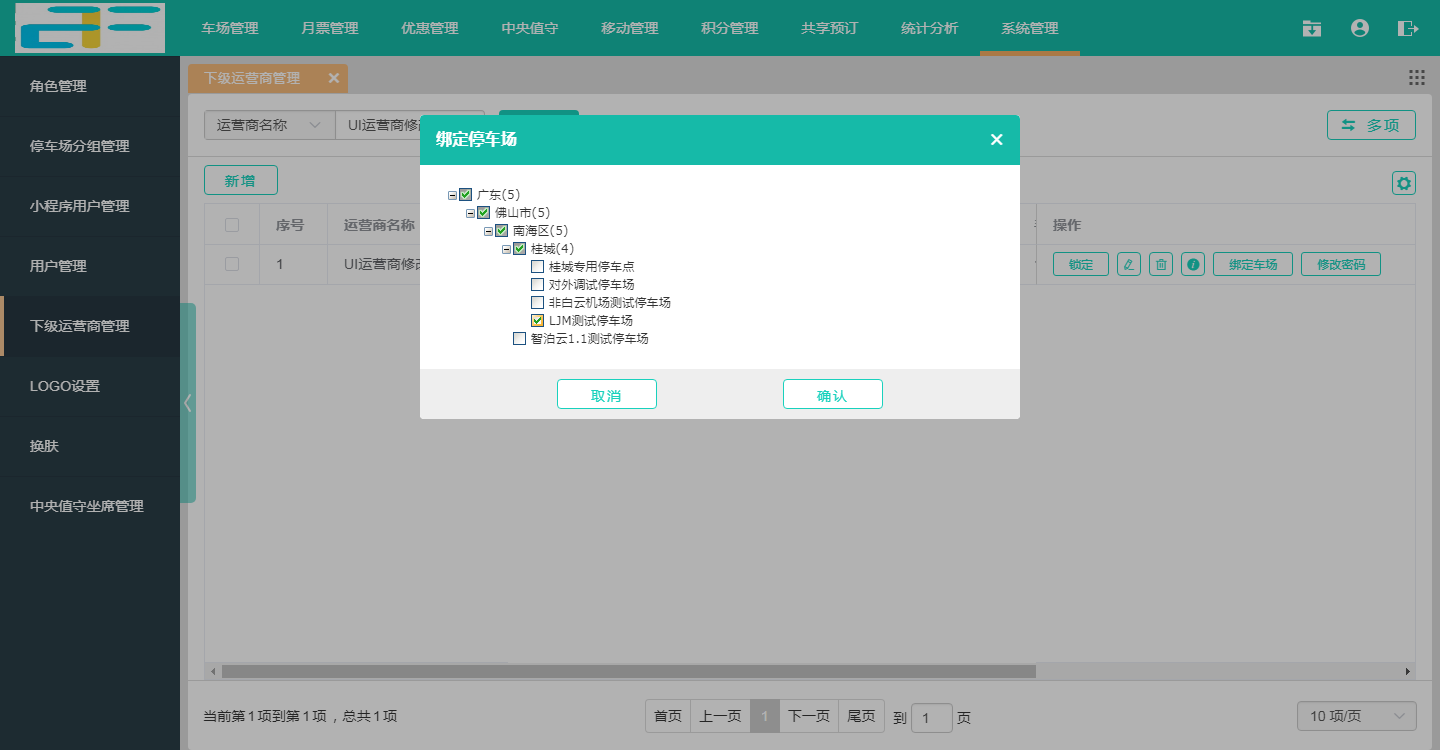 车场管理 月票管理 优惠管理 中央值守 移动管理 积分管理 共享预订 统计分析 系统管理
角色管理
停车场分组管理
小程序用户管理
用户管理
下级运营商管理
LOGO设置
换肤
中央值守坐席管理
下级运营商管理
运营商名称 UI运营商修
多项
新增
序号 运营商名称 操作
1 UI运营商修 锁定 绑定车场 修改密码
绑定停车场
广东(5)
佛山市(5)
南海区(5)
桂城(4)
桂城专用停车点
对外调试停车场
非白云机场测试停车场
LJM测试停车场
智泊云1.1测试停车场
取消 确认
当前第1项到第1项，总共1项 首页 上一页 1 下一页 尾页 到 1 页 10 项/页